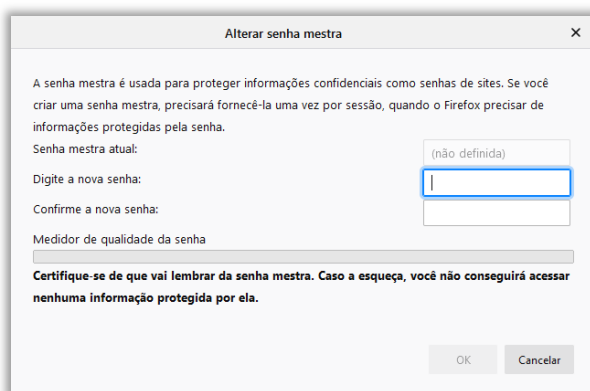 Alterar senha mestra
A senha mestra é usada para proteger informações confidenciais como senhas de sites. Se você
criar uma senha mestra, precisará fornecê-la uma vez por sessão, quando o Firefox precisar de
informações protegidas pela senha.
Senha mestra atual:
(não definida)
Digite a nova senha:
Confirme a nova senha:
Medidor de qualidade da senha
Certifique-se de que vai lembrar da senha mestra. Caso a esqueça, você não conseguirá acessar
nenhuma informação protegida por ela.
OK
Cancelar